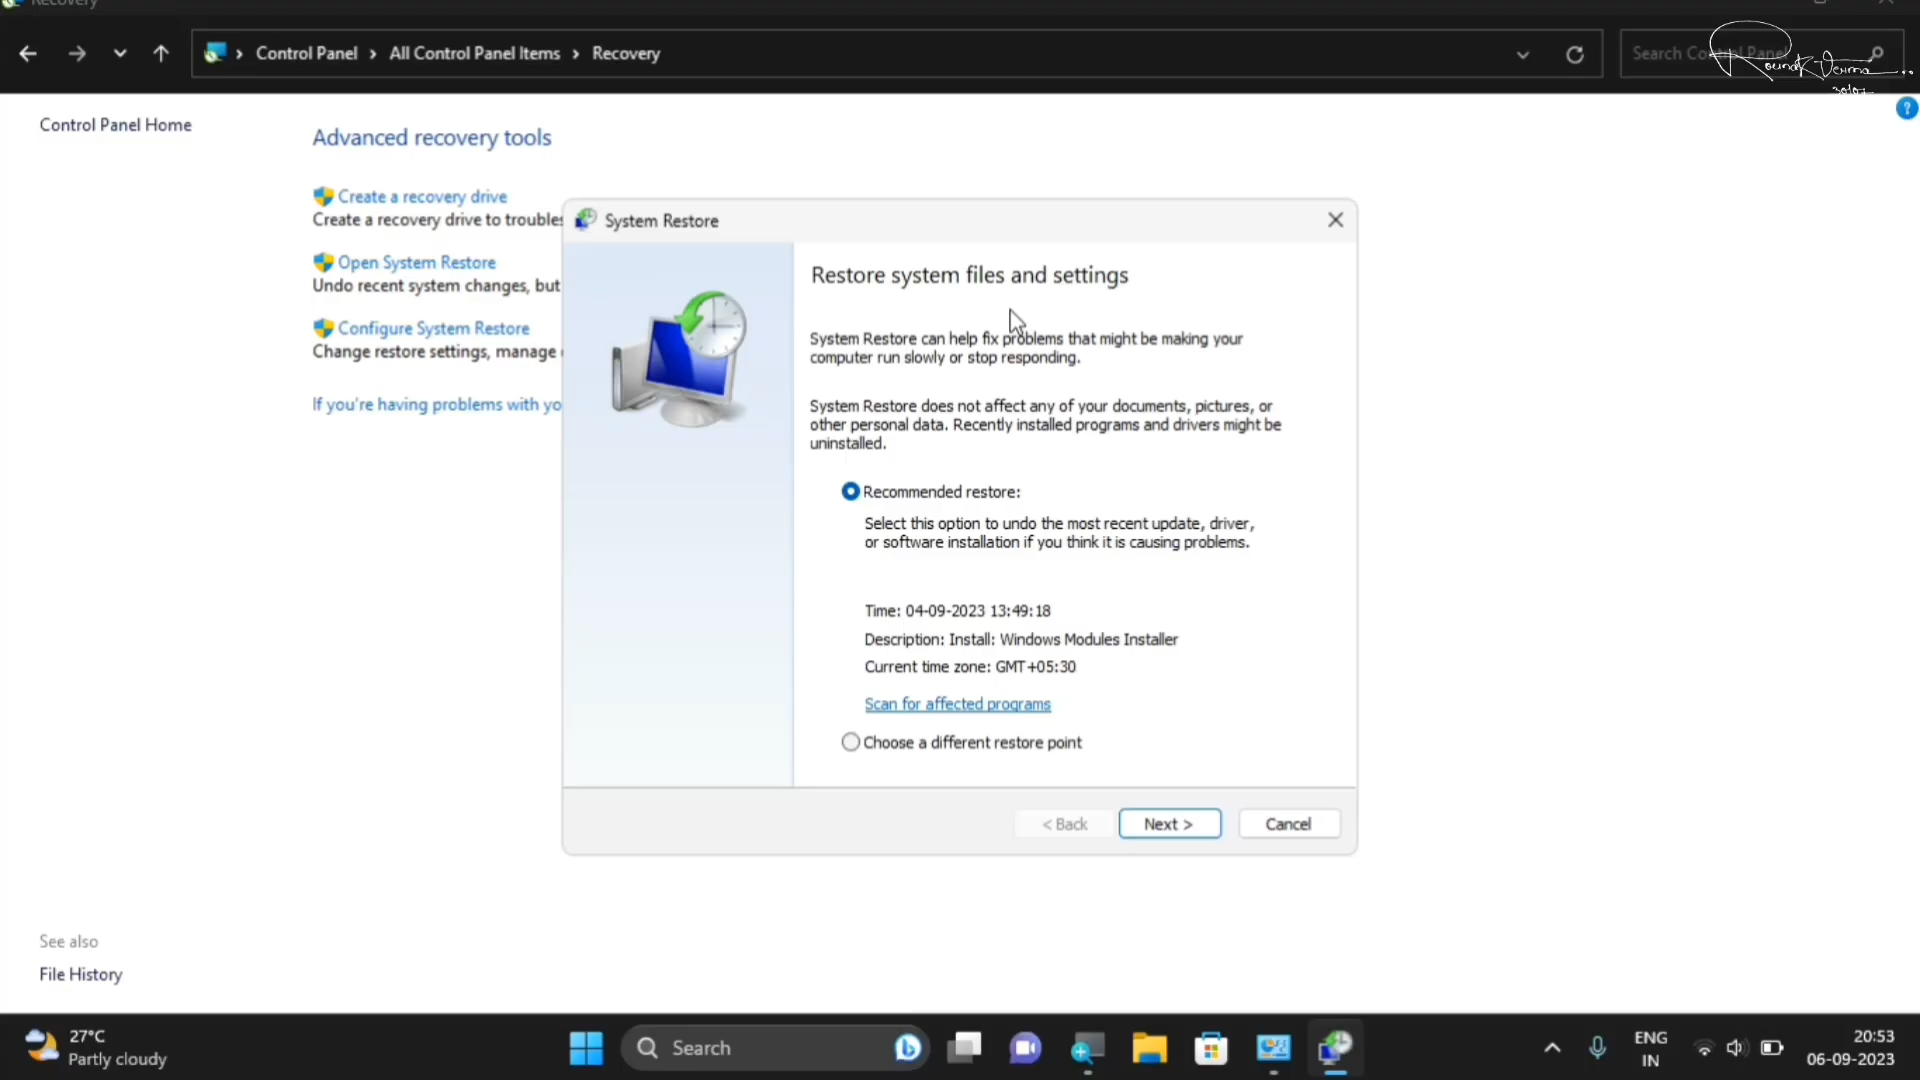 Recovery
Control Panel > All Control Panel Items > Recovery
Search Control Panel
Control Panel Home
Advanced recovery tools
Create a recovery drive
Create a recovery drive to troubles
Open System Restore
Undo recent system changes, but
Configure System Restore
Change restore settings, manage
If you're having problems with yo
System Restore
Restore system files and settings
System Restore can help fix problems that might be making your
computer run slowly or stop responding.
System Restore does not affect any of your documents, pictures, or
other personal data. Recently installed programs and drivers might be
uninstalled.
Recommended restore:
Select this option to undo the most recent update, driver,
or software installation if you think it is causing problems.
Time: 04-09-2023 13:49:18
Description: Install: Windows Modules Installer
Current time zone: GMT+05:30
Scan for affected programs
Choose a different restore point
< Back
Next >
Cancel
See also
File History
27°C
Partly cloudy
Search
ENG
IN
20:53
06-09-2023